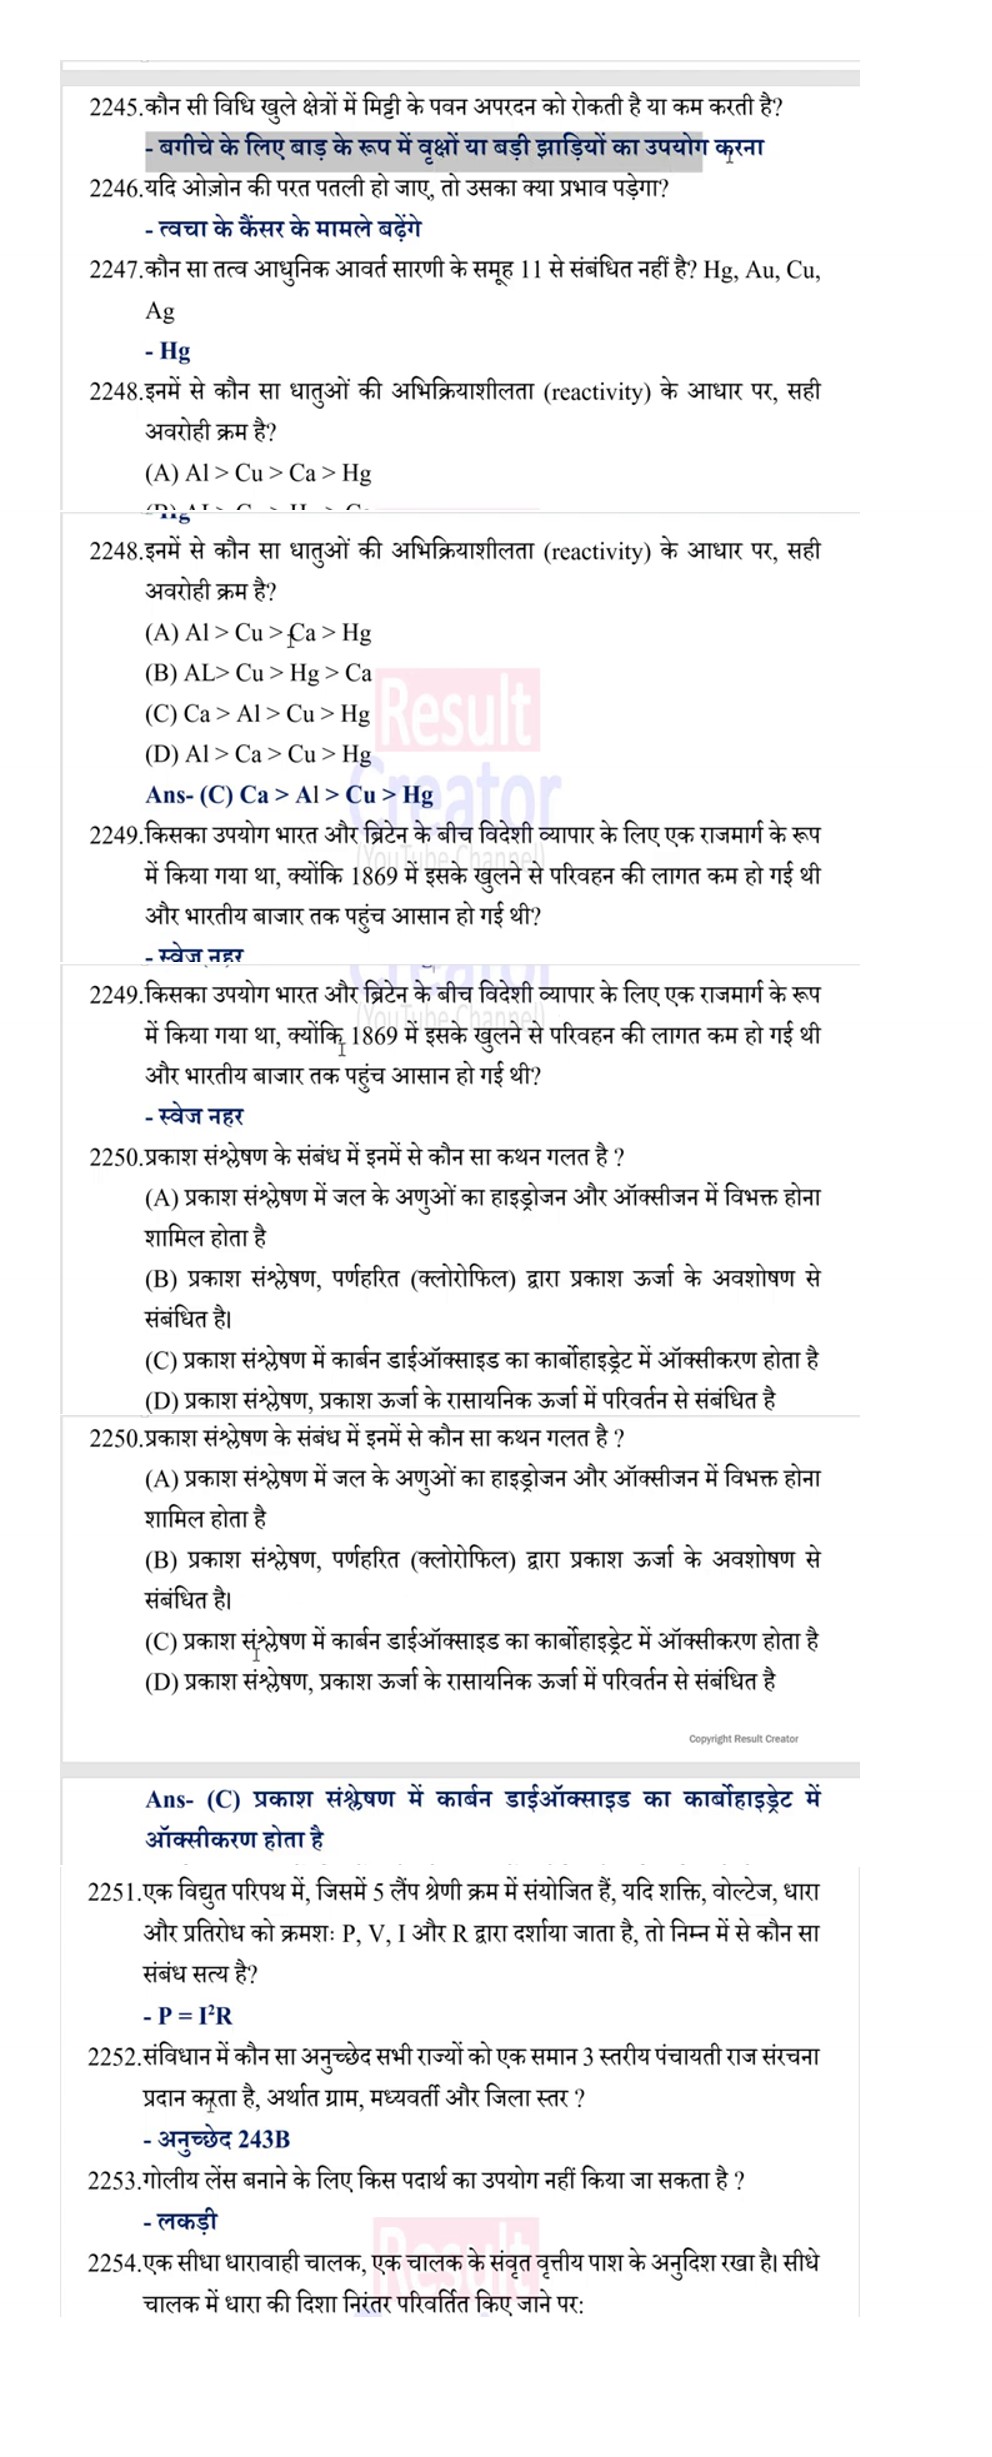 2245.कौन सी विधि खुले क्षेत्रों में मिट्टी के पवन अपरदन को रोकती है या कम करती है?
- बगीचे के लिए बाड़ के रूप में वृक्षों या बड़ी झाड़ियों का उपयोग करना
2246.यदि ओज़ोन की परत पतली हो जाए, तो उसका क्या प्रभाव पड़ेगा?
- त्वचा के कैंसर के मामले बढ़ेंगे
2247.कौन सा तत्व आधुनिक आवर्त सारणी के समूह 11 से संबंधित नहीं है? Hg, Au, Cu,
Ag
- Hg
2248.इनमें से कौन सा धातुओं की अभिक्रियाशीलता (reactivity) के आधार पर, सही
अवरोही क्रम है?
(A) Al > Cu > Ca > Hg
- Hg
2248.इनमें से कौन सा धातुओं की अभिक्रियाशीलता (reactivity) के आधार पर, सही
अवरोही क्रम है?
(A) Al > Cu > Ca > Hg
(B) AL> Cu > Hg > Ca
(C) Ca > Al > Cu > Hg
Result
(D) Al > Ca > Cu > Hg
Creator
Ans- (C) Ca > Al > Cu > Hg
2249.किसका उपयोग भारत और ब्रिटेन के बीच विदेशी व्यापार के लिए एक राजमार्ग के रूप
(YouTube Channel)
में किया गया था, क्योंकि 1869 में इसके खुलने से परिवहन की लागत कम हो गई थी
और भारतीय बाजार तक पहुंच आसान हो गई थी?
- स्वेज नहर
Creator
2249.किसका उपयोग भारत और ब्रिटेन के बीच विदेशी व्यापार के लिए एक राजमार्ग के रूप
(YouTube Channel)
में किया गया था, क्योंकि 1869 में इसके खुलने से परिवहन की लागत कम हो गई थी
और भारतीय बाजार तक पहुंच आसान हो गई थी?
- स्वेज नहर
2250.प्रकाश संश्लेषण के संबंध में इनमें से कौन सा कथन गलत है ?
(A) प्रकाश संश्लेषण में जल के अणुओं का हाइड्रोजन और ऑक्सीजन में विभक्त होना
शामिल होता है
(B) प्रकाश संश्लेषण, पर्णहरित (क्लोरोफिल) द्वारा प्रकाश ऊर्जा के अवशोषण से
संबंधित है।
(C) प्रकाश संश्लेषण में कार्बन डाईऑक्साइड का कार्बोहाइड्रेट में ऑक्सीकरण होता है
(D) प्रकाश संश्लेषण, प्रकाश ऊर्जा के रासायनिक ऊर्जा में परिवर्तन से संबंधित है
2250.प्रकाश संश्लेषण के संबंध में इनमें से कौन सा कथन गलत है ?
(A) प्रकाश संश्लेषण में जल के अणुओं का हाइड्रोजन और ऑक्सीजन में विभक्त होना
शामिल होता है
(B) प्रकाश संश्लेषण, पर्णहरित (क्लोरोफिल) द्वारा प्रकाश ऊर्जा के अवशोषण से
संबंधित है।
(C) प्रकाश संश्लेषण में कार्बन डाईऑक्साइड का कार्बोहाइड्रेट में ऑक्सीकरण होता है
(D) प्रकाश संश्लेषण, प्रकाश ऊर्जा के रासायनिक ऊर्जा में परिवर्तन से संबंधित है
Copyright Result Creator
Ans- (C) प्रकाश संश्लेषण में कार्बन डाईऑक्साइड का कार्बोहाइड्रेट में
ऑक्सीकरण होता है
2251.एक विद्युत परिपथ में, जिसमें 5 लैंप श्रेणी क्रम में संयोजित हैं, यदि शक्ति, वोल्टेज, धारा
और प्रतिरोध को क्रमशः P, V, I और R द्वारा दर्शाया जाता है, तो निम्न में से कौन सा
संबंध सत्य है?
- P = I²R
2252.संविधान में कौन सा अनुच्छेद सभी राज्यों को एक समान 3 स्तरीय पंचायती राज संरचना
प्रदान करता है, अर्थात ग्राम, मध्यवर्ती और जिला स्तर ?
- अनुच्छेद 243B
2253.गोलीय लेंस बनाने के लिए किस पदार्थ का उपयोग नहीं किया जा सकता है ?
- लकड़ी
Result
2254.एक सीधा धारावाही चालक, एक चालक के संवृत वृत्तीय पाश के अनुदिश रखा है। सीधे
चालक में धारा की दिशा निरंतर परिवर्तित किए जाने पर: